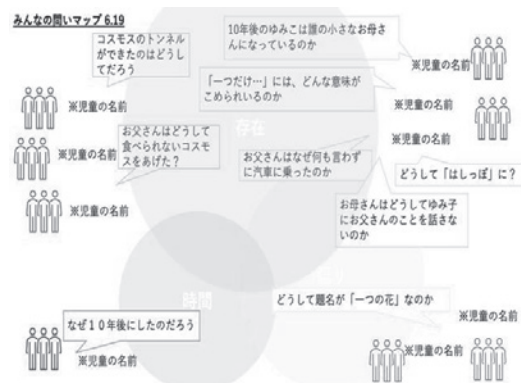 みんなの問いマップ 6.19
コスモスのトンネル
ができたのはどうし
てだろう
10年後のゆみこは誰の小さなお母さ
んになっているのか
※児童の名前
「一つだけ…」には、どんな意味が
こめられいるのか
※児童の名前
※児童の名前
存在
お父さんはどうして
食べられないコスモ
スをあげた？
※児童の名前
※児童の名前
お父さんはなぜ何も言わず
に汽車に乗ったのか
どうして「はしっぽ」に？
※児童の名前
お母さんはどうしてゆみ子
にお父さんのことを話さな
いのか
時間
どうして題名が「一つの花」なのか
なぜ１０年後にしたのだろう
※児童の名前
※児童の名前
※児童の名前